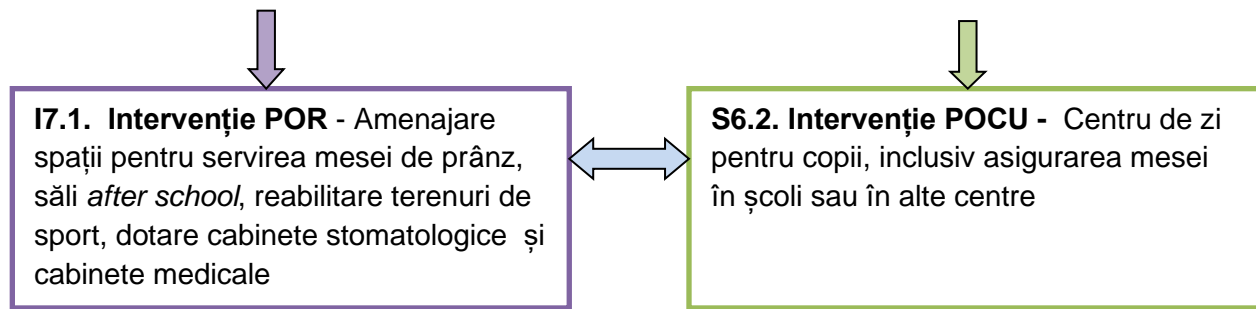 I7.1. Intervenție POR - Amenajare
spații pentru servirea mesei de prânz,
săli after school, reabilitare terenuri de
sport, dotare cabinete stomatologice și
cabinete medicale
S6.2. Intervenție POCU - Centru de zi
pentru copii, inclusiv asigurarea mesei
în școli sau în alte centre